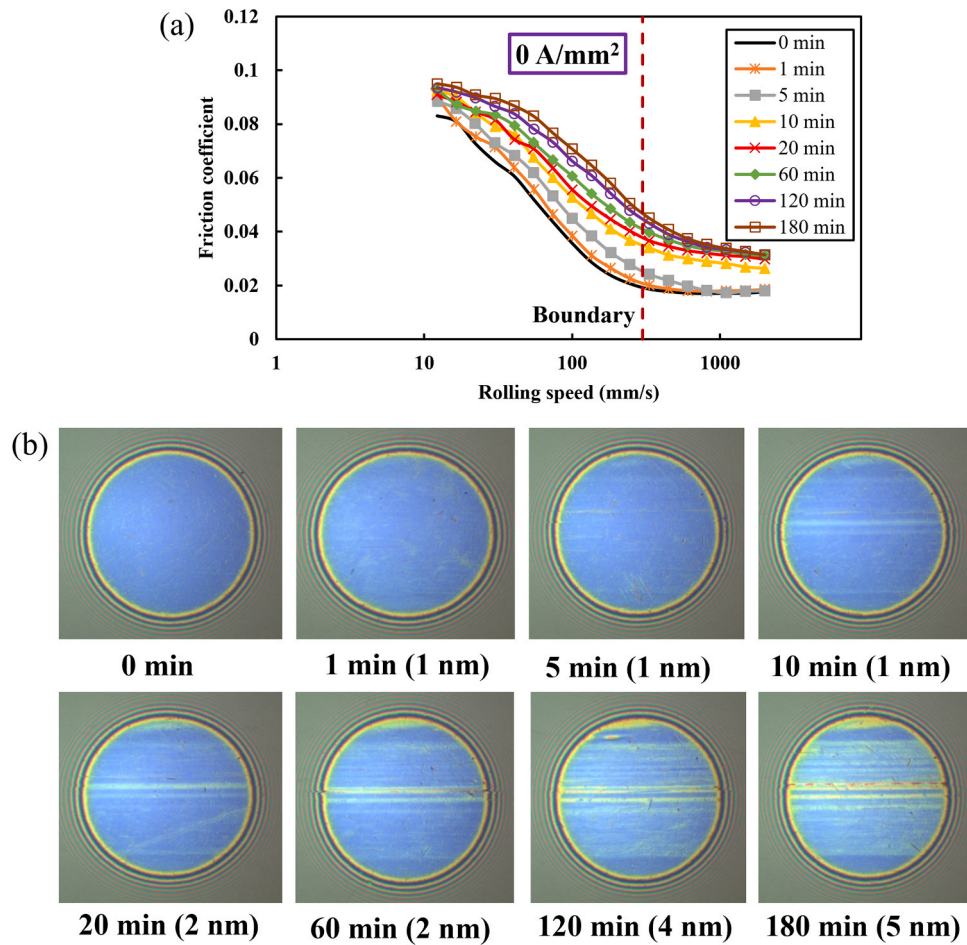 (a)
0.12
0.1
0.08
0.06
0.04
0.02
0
Friction coefficient
0 A/mm²
Boundary
0 min
1 min
5 min
10 min
20 min
60 min
120 min
180 min
1 10 100 1000
Rolling speed (mm/s)
(b)
0 min 1 min (1 nm) 5 min (1 nm) 10 min (1 nm)
20 min (2 nm) 60 min (2 nm) 120 min (4 nm) 180 min (5 nm)